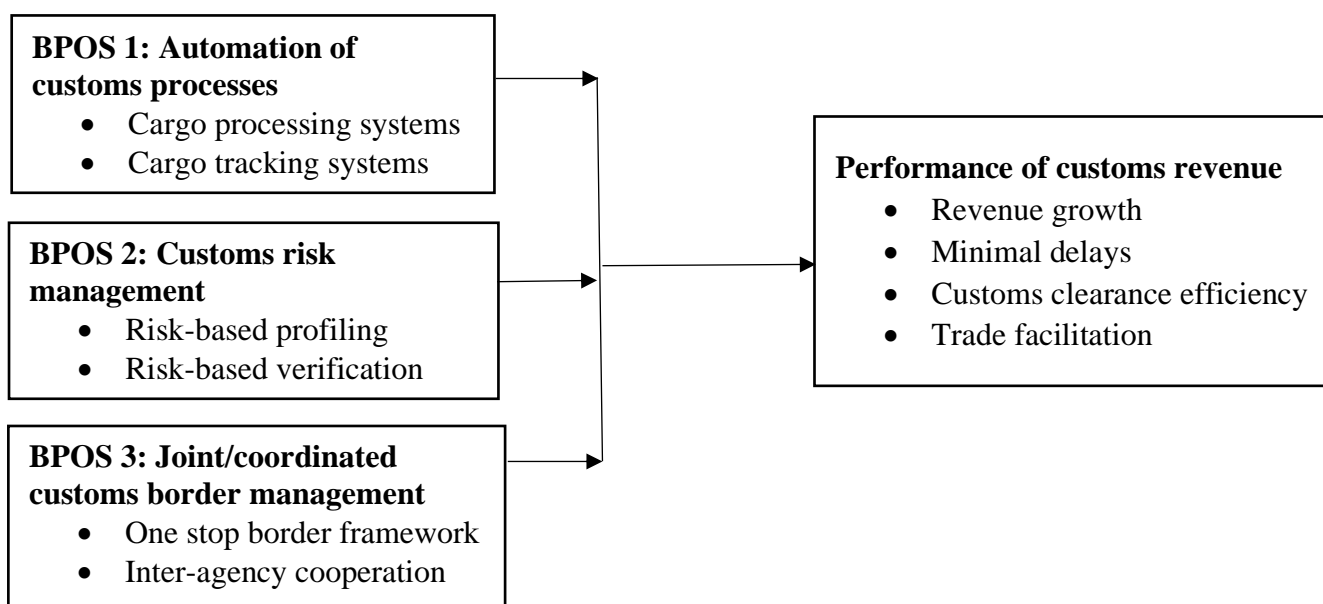 BPOS 1: Automation of
customs processes
• Cargo processing systems
• Cargo tracking systems
BPOS 2: Customs risk
management
• Risk-based profiling
• Risk-based verification
BPOS 3: Joint/coordinated
customs border management
• One stop border framework
• Inter-agency cooperation
Performance of customs revenue
• Revenue growth
• Minimal delays
• Customs clearance efficiency
• Trade facilitation